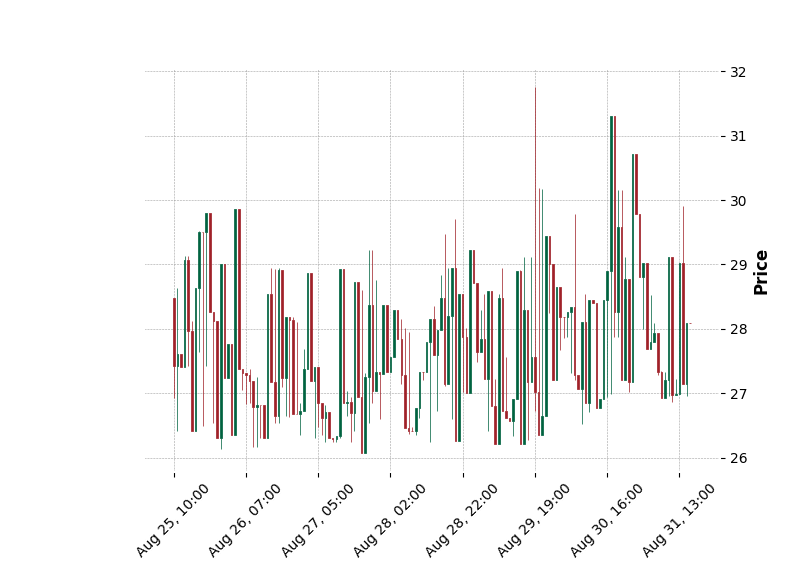 32
31
30
29
28
27
26
Price
Aug 25, 10:00
Aug 26, 07:00
Aug 27, 05:00
Aug 28, 02:00
Aug 28, 22:00
Aug 29, 19:00
Aug 30, 16:00
Aug 31, 13:00